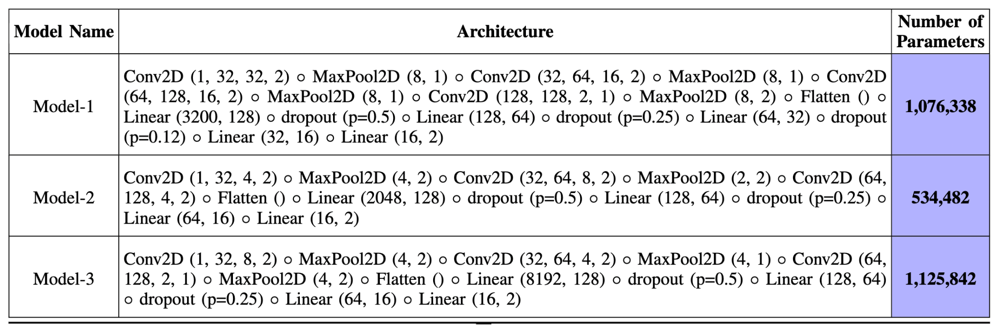 Model Name
Architecture
Number of
Parameters
Model-1
Conv2D (1, 32, 32, 2) ∘ MaxPool2D (8, 1) ∘ Conv2D (32, 64, 16, 2) ∘ MaxPool2D (8, 1) ∘ Conv2D
(64, 128, 16, 2) ∘ MaxPool2D (8, 1) ∘ Conv2D (128, 128, 2, 1) ∘ MaxPool2D (8, 2) ∘ Flatten () ∘
Linear (3200, 128) ∘ dropout (p=0.5) ∘ Linear (128, 64) ∘ dropout (p=0.25) ∘ Linear (64, 32) ∘ dropout
(p=0.12) ∘ Linear (32, 16) ∘ Linear (16, 2)
1,076,338
Model-2
Conv2D (1, 32, 4, 2) ∘ MaxPool2D (4, 2) ∘ Conv2D (32, 64, 8, 2) ∘ MaxPool2D (2, 2) ∘ Conv2D (64,
128, 4, 2) ∘ Flatten () ∘ Linear (2048, 128) ∘ dropout (p=0.5) ∘ Linear (128, 64) ∘ dropout (p=0.25) ∘
Linear (64, 16) ∘ Linear (16, 2)
534,482
Model-3
Conv2D (1, 32, 8, 2) ∘ MaxPool2D (4, 2) ∘ Conv2D (32, 64, 4, 2) ∘ MaxPool2D (4, 1) ∘ Conv2D (64,
128, 2, 1) ∘ MaxPool2D (4, 2) ∘ Flatten () ∘ Linear (8192, 128) ∘ dropout (p=0.5) ∘ Linear (128, 64)
∘ dropout (p=0.25) ∘ Linear (64, 16) ∘ Linear (16, 2)
1,125,842